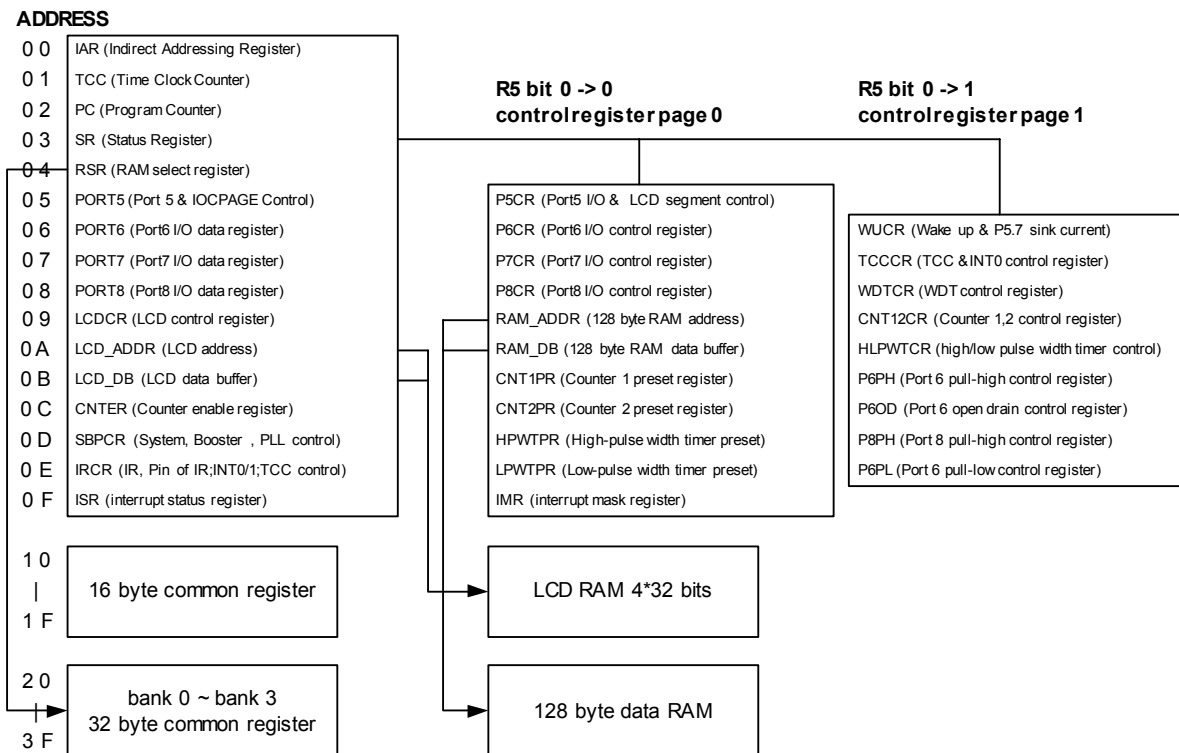 ADDRESS
0 0 IAR (Indirect Addressing Register)
0 1 TCC (Time Clock Counter)
0 2 PC (Program Counter)
0 3 SR (Status Register)
0 4 RSR (RAM select register)
0 5 PORT5 (Port 5 & IOCPAGE Control)
0 6 PORT6 (Port6 I/O data register)
0 7 PORT7 (Port7 I/O data register)
0 8 PORT8 (Port8 I/O data register)
0 9 LCDCR (LCD control register)
0 A LCD_ADDR (LCD address)
0 B LCD_DB (LCD data buffer)
0 C CNTER (Counter enable register)
0 D SBPCR (System, Booster , PLL control)
0 E IRCR (IR, Pin of IR;INT0/1;TCC control)
0 F ISR (interrupt status register)
1 0
|
1 F
16 byte common register
2 0
|
3 F
bank 0 ~ bank 3
32 byte common register
R5 bit 0 -> 0
control register page 0
P5CR (Port5 I/O & LCD segment control)
P6CR (Port6 I/O control register)
P7CR (Port7 I/O control register)
P8CR (Port8 I/O control register)
RAM_ADDR (128 byte RAM address)
RAM_DB (128 byte RAM data buffer)
CNT1PR (Counter 1 preset register)
CNT2PR (Counter 2 preset register)
HPWTPR (High-pulse width timer preset)
LPWTPR (Low-pulse width timer preset)
IMR (interrupt mask register)
LCD RAM 4*32 bits
128 byte data RAM
R5 bit 0 -> 1
control register page 1
WUCR (Wake up & P5.7 sink current)
TCCCR (TCC & INT0 control register)
WDTCR (WDT control register)
CNT12CR (Counter 1,2 control register)
HLPWTCR (high/low pulse width timer control)
P6PH (Port 6 pull-high control register)
P6OD (Port 6 open drain control register)
P8PH (Port 8 pull-high control register)
P6PL (Port 6 pull-low control register)